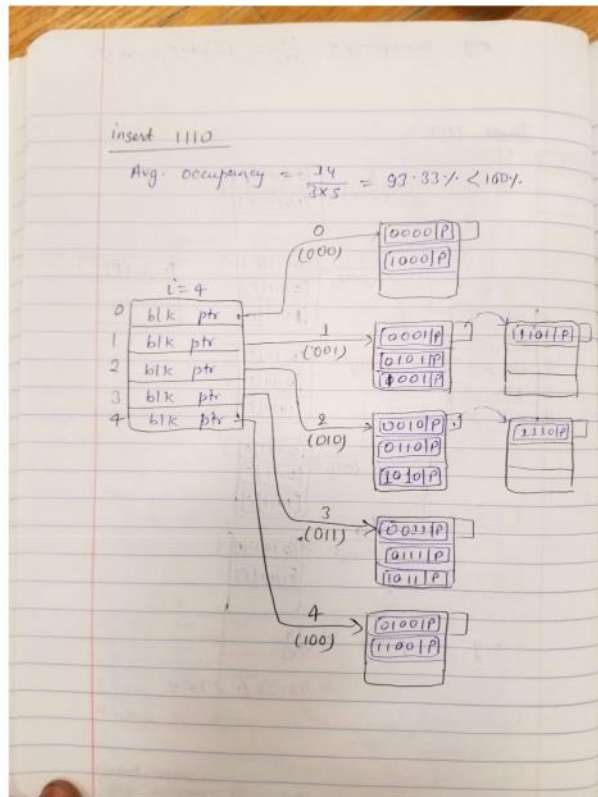 insert 1110
Avg. occupancy = 14 / 3x5 = 93.33% < 100%
0
(000)
0000|P
1000|P
i=4
0 blk ptr
1 blk ptr
2 blk ptr
3 blk ptr
4 blk ptr
1
(001)
0001|P
0101|P
1001|P
1101|P
2
(010)
0010|P
0110|P
1010|P
1110|P
3
(011)
0011|P
0111|P
1011|P
4
(100)
0100|P
1100|P